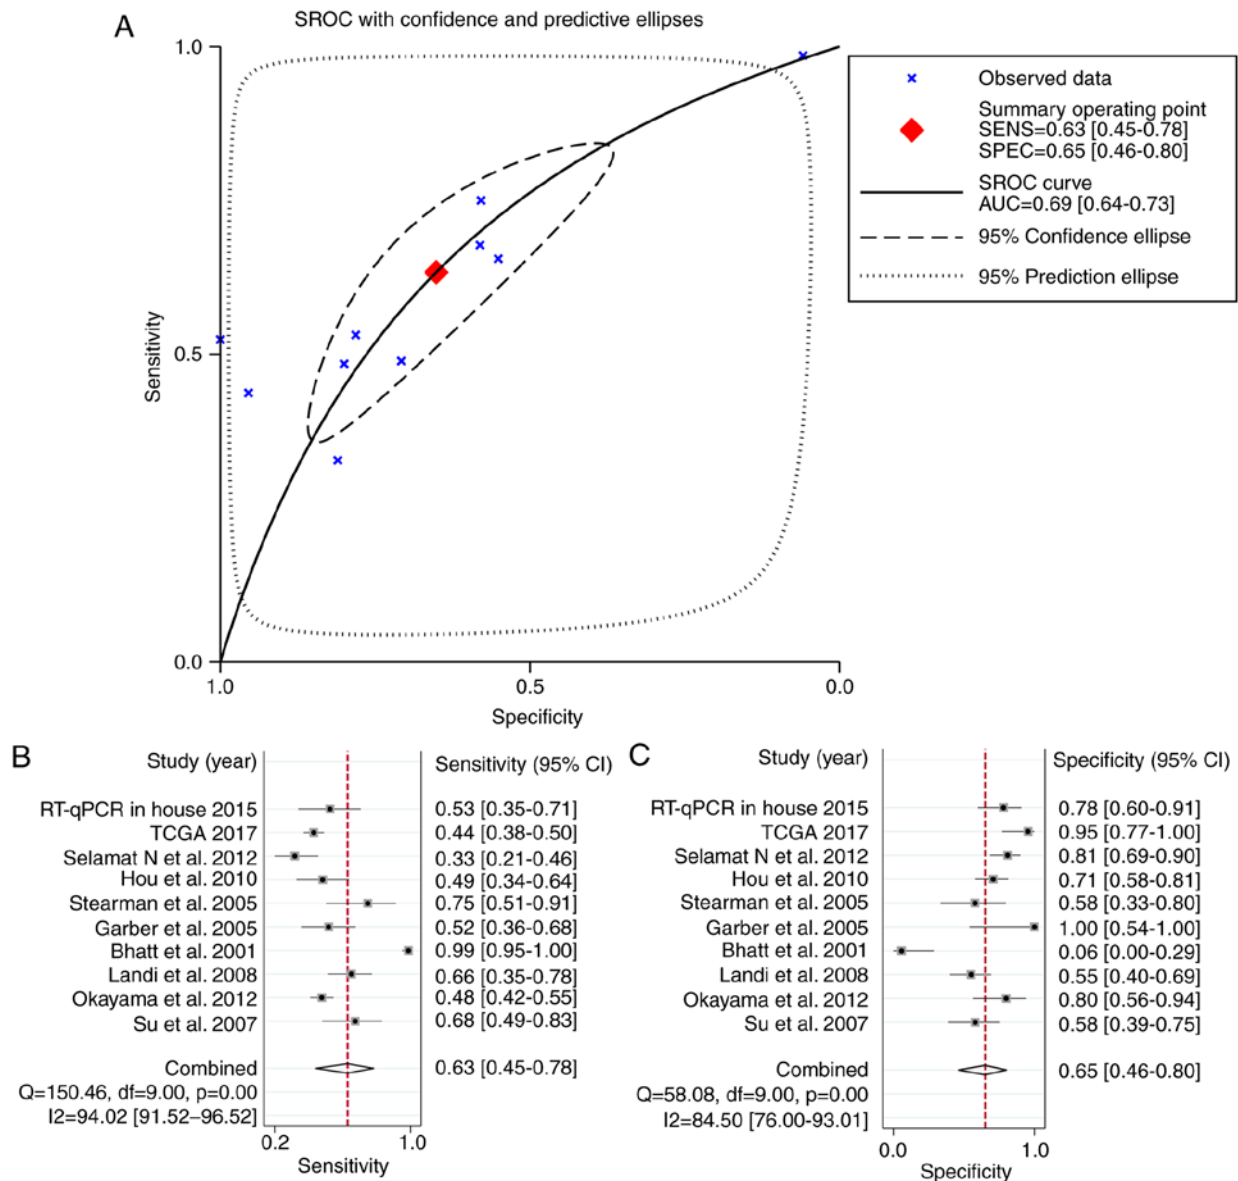 A
SROC with confidence and predictive ellipses
1.0
0.5
0.0
Sensitivity
1.0
0.5
0.0
Specificity
Observed data
Summary operating point
SENS=0.63 [0.45-0.78]
SPEC=0.65 [0.46-0.80]
SROC curve
AUC=0.69 [0.64-0.73]
95% Confidence ellipse
95% Prediction ellipse
B
Study (year) Sensitivity (95% CI)
RT-qPCR in house 2015 0.53 [0.35-0.71]
TCGA 2017 0.44 [0.38-0.50]
Selamat N et al. 2012 0.33 [0.21-0.46]
Hou et al. 2010 0.49 [0.34-0.64]
Stearman et al. 2005 0.75 [0.51-0.91]
Garber et al. 2005 0.52 [0.36-0.68]
Bhatt et al. 2001 0.99 [0.95-1.00]
Landi et al. 2008 0.66 [0.35-0.78]
Okayama et al. 2012 0.48 [0.42-0.55]
Su et al. 2007 0.68 [0.49-0.83]
Combined 0.63 [0.45-0.78]
Q=150.46, df=9.00, p=0.00
I2=94.02 [91.52–96.52]
0.2 1.0
Sensitivity
C
Study (year) Specificity (95% CI)
RT-qPCR in house 2015 0.78 [0.60-0.91]
TCGA 2017 0.95 [0.77-1.00]
Selamat N et al. 2012 0.81 [0.69-0.90]
Hou et al. 2010 0.71 [0.58-0.81]
Stearman et al. 2005 0.58 [0.33-0.80]
Garber et al. 2005 1.00 [0.54-1.00]
Bhatt et al. 2001 0.06 [0.00-0.29]
Landi et al. 2008 0.55 [0.40-0.69]
Okayama et al. 2012 0.80 [0.56-0.94]
Su et al. 2007 0.58 [0.39-0.75]
Combined 0.65 [0.46-0.80]
Q=58.08, df=9.00, p=0.00
I2=84.50 [76.00-93.01]
0.0 1.0
Specificity